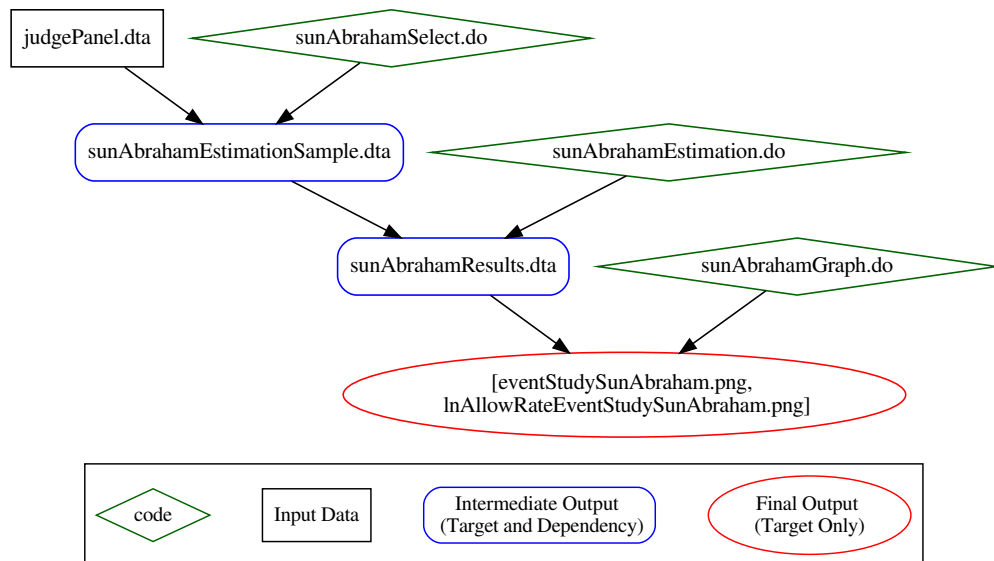 judgePanel.dta
sunAbrahamSelect.do
sunAbrahamEstimationSample.dta
sunAbrahamEstimation.do
sunAbrahamResults.dta
sunAbrahamGraph.do
[eventStudySunAbraham.png,
lnAllowRateEventStudySunAbraham.png]
code
Input Data
Intermediate Output
(Target and Dependency)
Final Output
(Target Only)